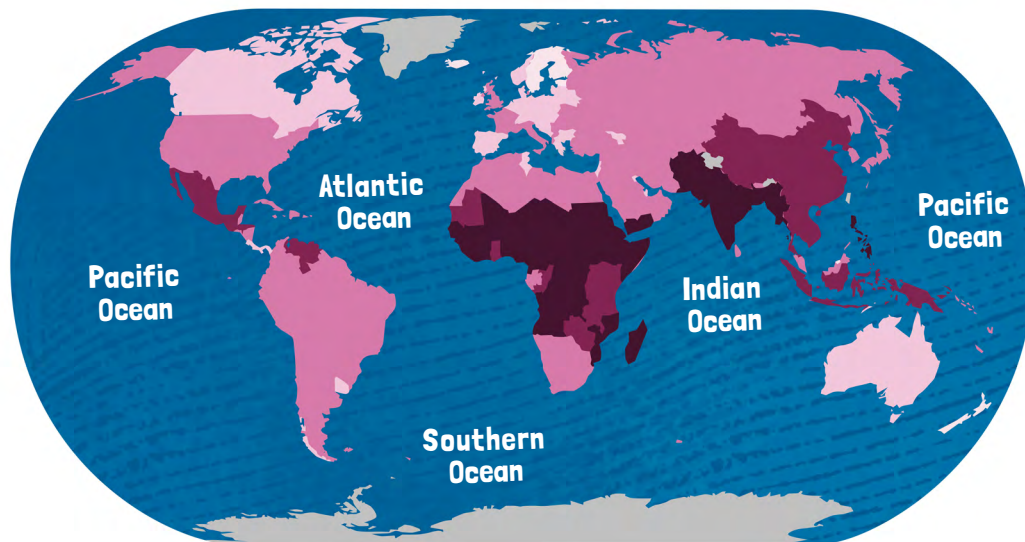 Atlantic
Ocean
Pacific
Ocean
Pacific
Ocean
Indian
Ocean
Southern
Ocean